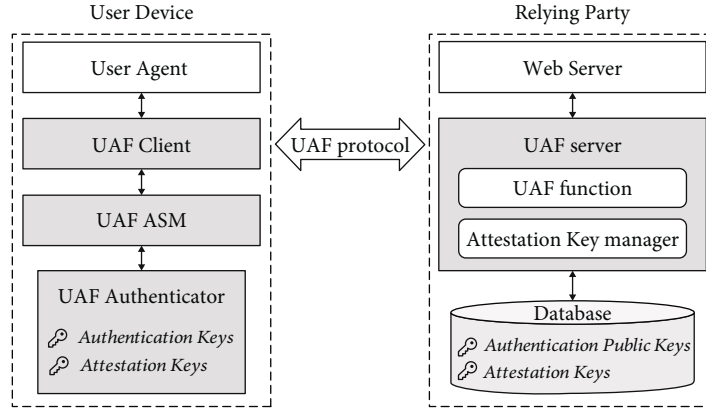 User Device
User Agent
UAF Client
UAF ASM
UAF Authenticator
Authentication Keys
Attestation Keys
UAF protocol
Relying Party
Web Server
UAF server
UAF function
Attestation Key manager
Database
Authentication Public Keys
Attestation Keys